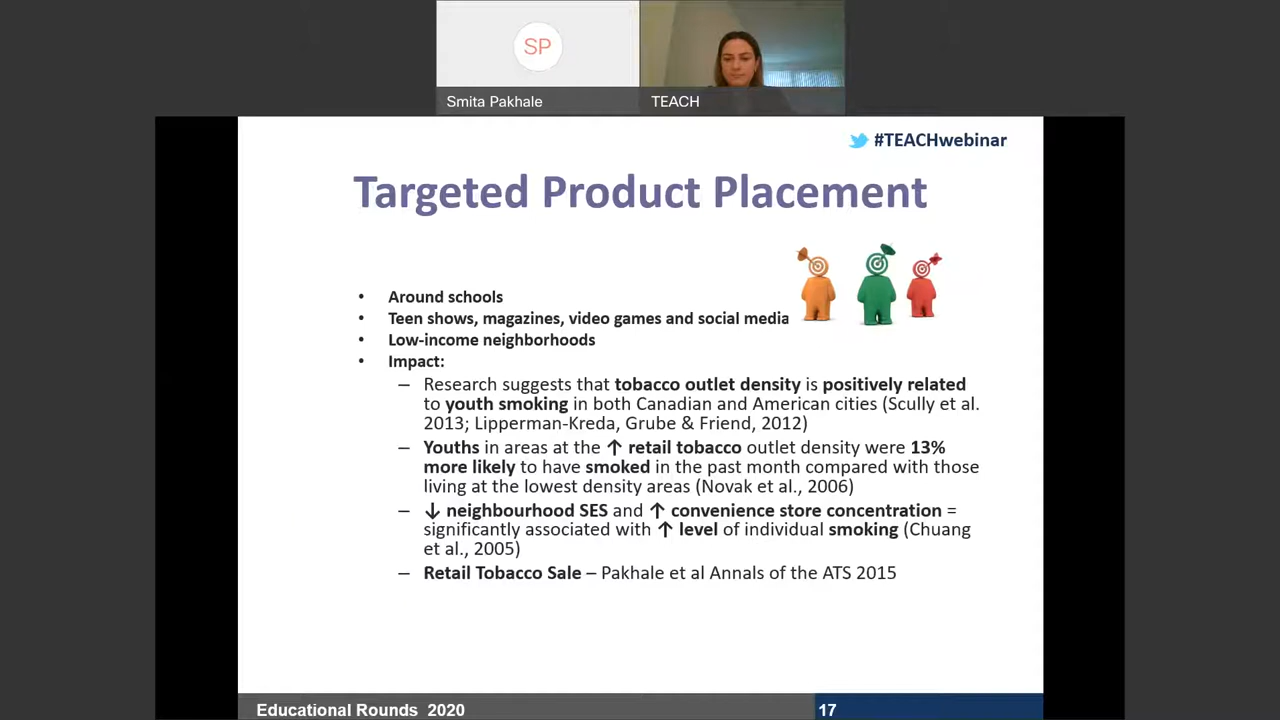 SP
Smita Pakhale
TEACH
#TEACHwebinar
Targeted Product Placement
• Around schools
• Teen shows, magazines, video games and social media
• Low-income neighborhoods
• Impact:
– Research suggests that tobacco outlet density is positively related
to youth smoking in both Canadian and American cities (Scully et al.
2013; Lipperman-Kreda, Grube & Friend, 2012)
– Youths in areas at the ↑ retail tobacco outlet density were 13%
more likely to have smoked in the past month compared with those
living at the lowest density areas (Novak et al., 2006)
– ↓ neighbourhood SES and ↑ convenience store concentration =
significantly associated with ↑ level of individual smoking (Chuang
et al., 2005)
– Retail Tobacco Sale – Pakhale et al Annals of the ATS 2015
Educational Rounds 2020
17